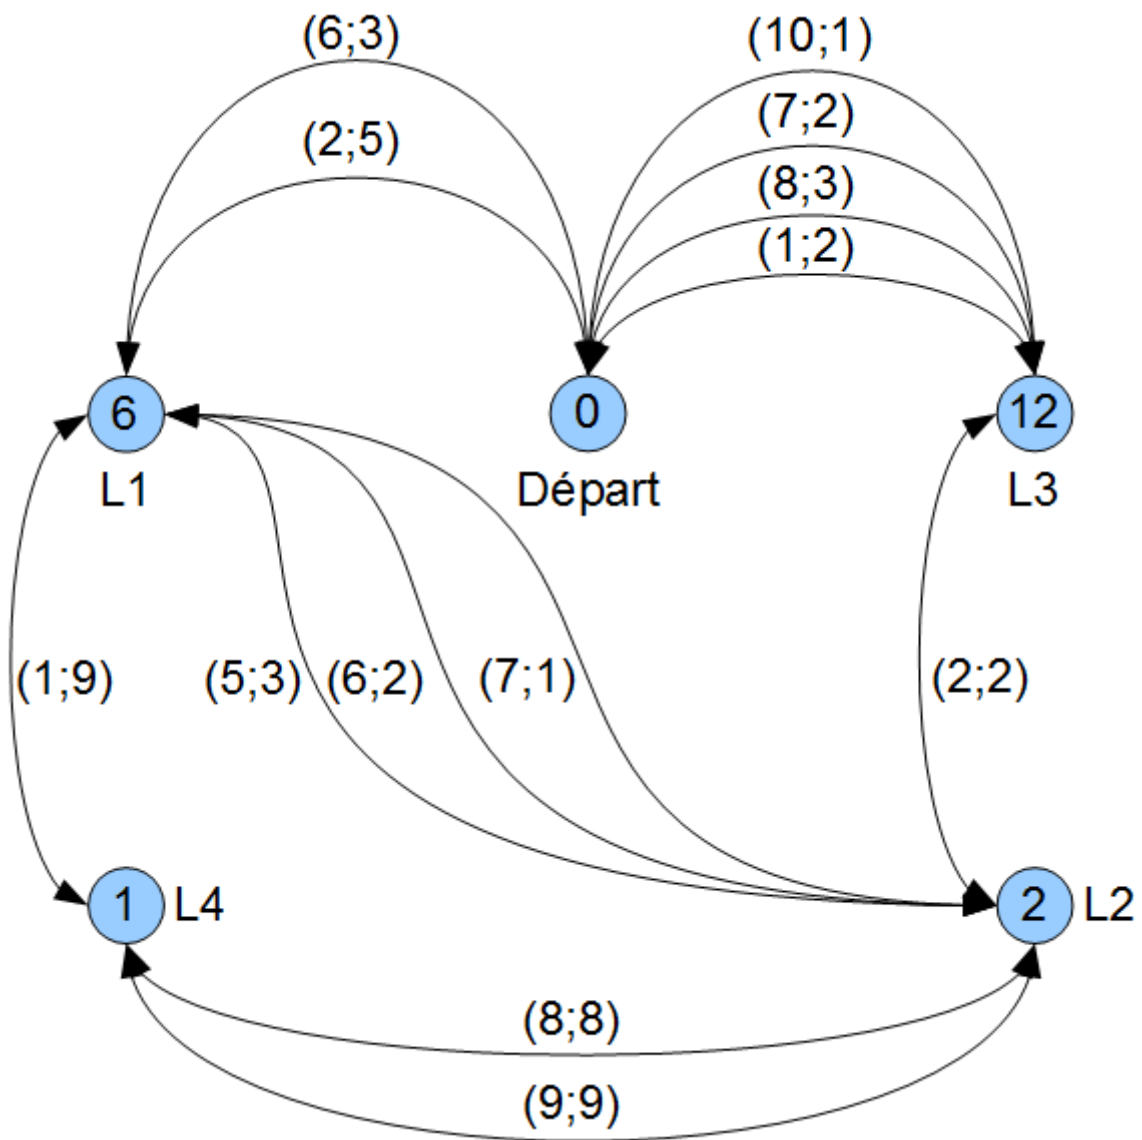 (6;3) (10;1)
(7;2)
(2;5)
(8;3)
(1;2)
6 0 12
L1 Départ L3
(1;9) (5;3) (6;2) (7;1) (2;2)
1 L4 2 L2
(8;8)
(9;9)